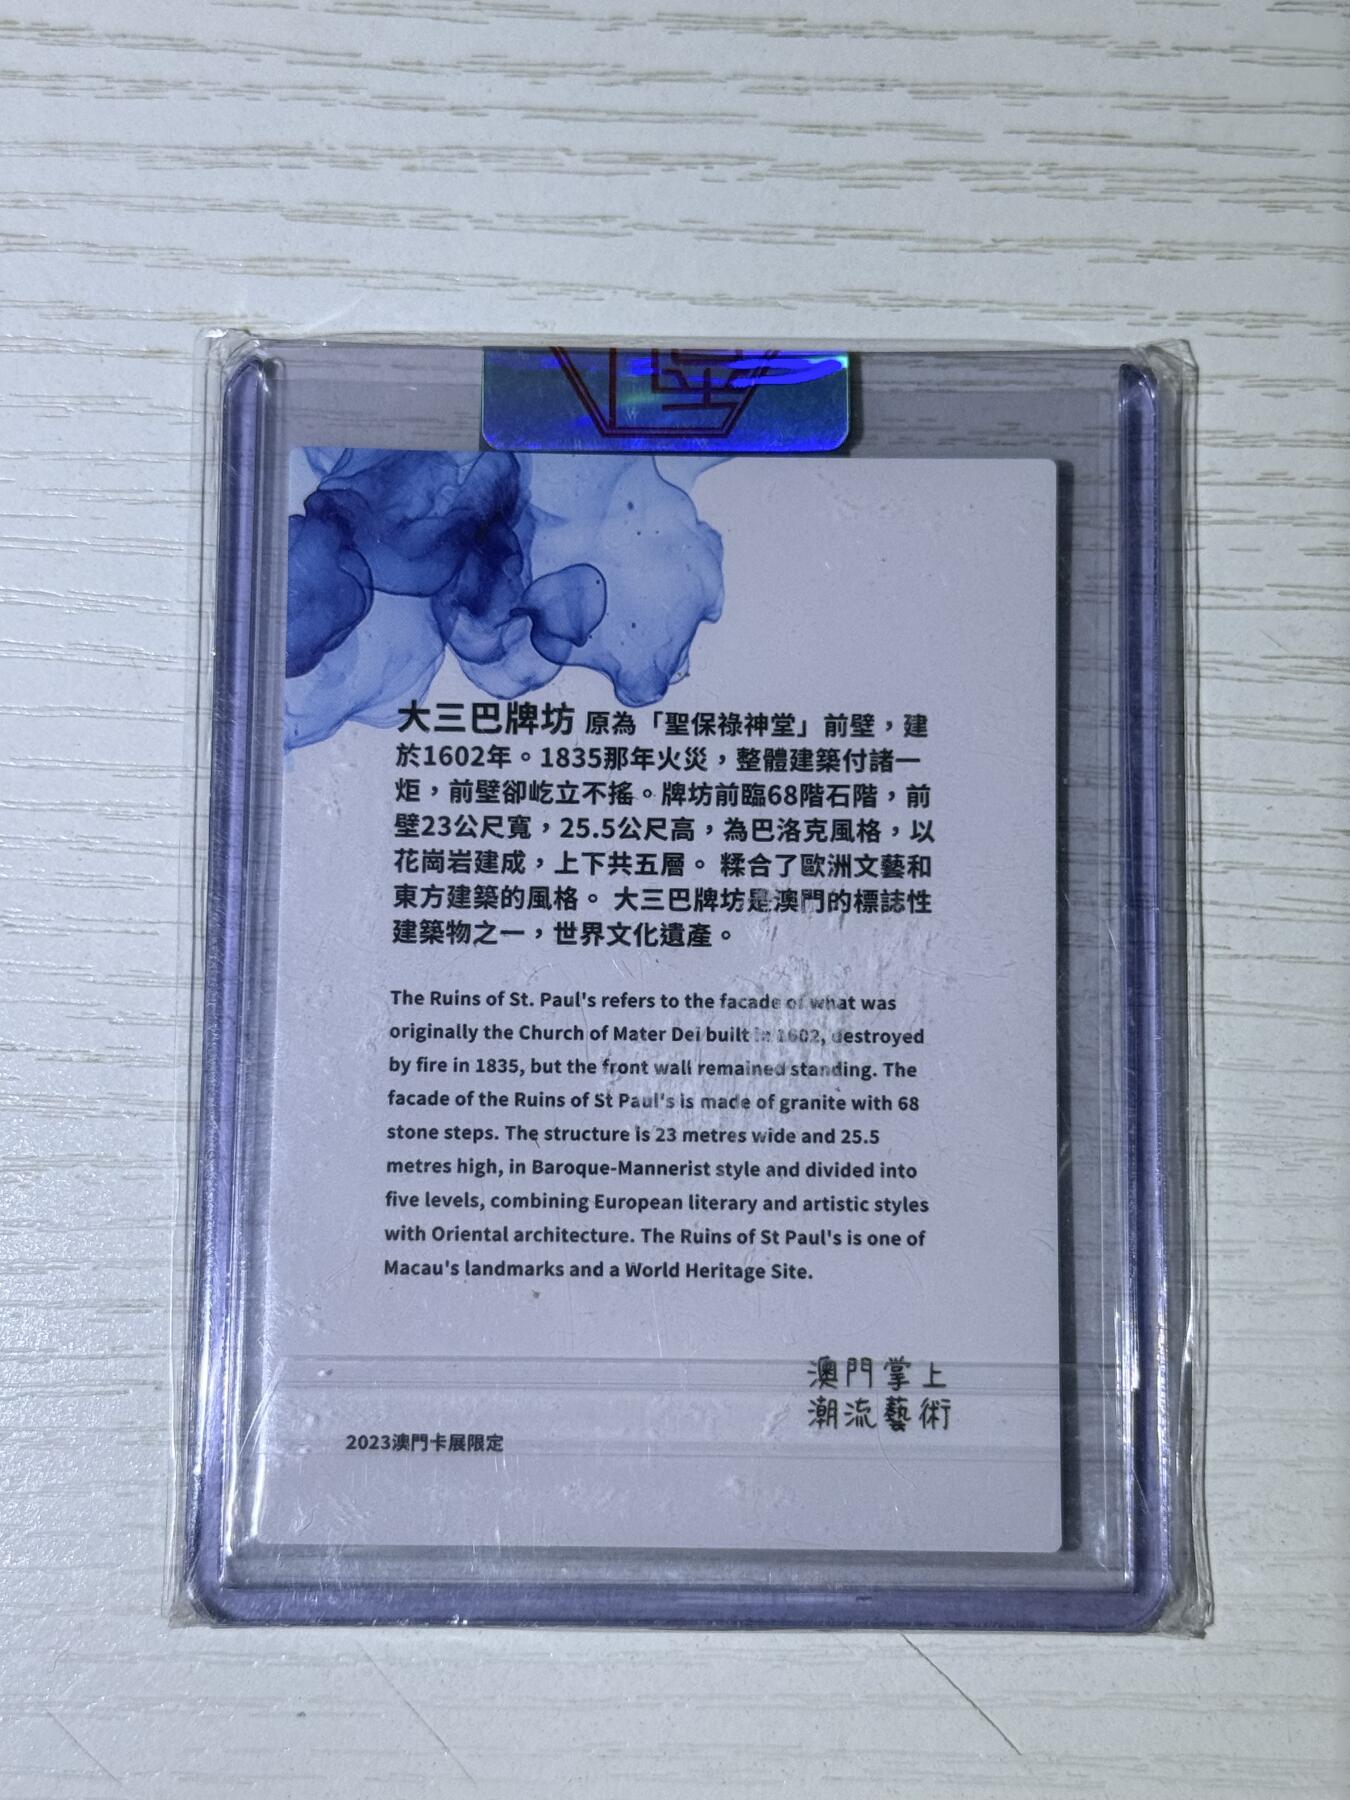 大三巴牌坊 原為「聖保祿神堂」前壁，建
於1602年。1835那年火災，整體建築付諸一
炬，前壁卻屹立不搖。牌坊前臨68階石階，前
壁23公尺寬，25.5公尺高，為巴洛克風格，以
花崗岩建成，上下共五層。 糅合了歐洲文藝和
東方建築的風格。 大三巴牌坊是澳門的標誌性
建築物之一，世界文化遺產。
The Ruins of St. Paul's refers to the facade of what was
originally the Church of Mater Dei built in 1602, destroyed
by fire in 1835, but the front wall remained standing. The
facade of the Ruins of St Paul's is made of granite with 68
stone steps. The structure is 23 metres wide and 25.5
metres high, in Baroque-Mannerist style and divided into
five levels, combining European literary and artistic styles
with Oriental architecture. The Ruins of St Paul's is one of
Macau's landmarks and a World Heritage Site.
澳門掌上
潮流藝術
2023澳門卡展限定